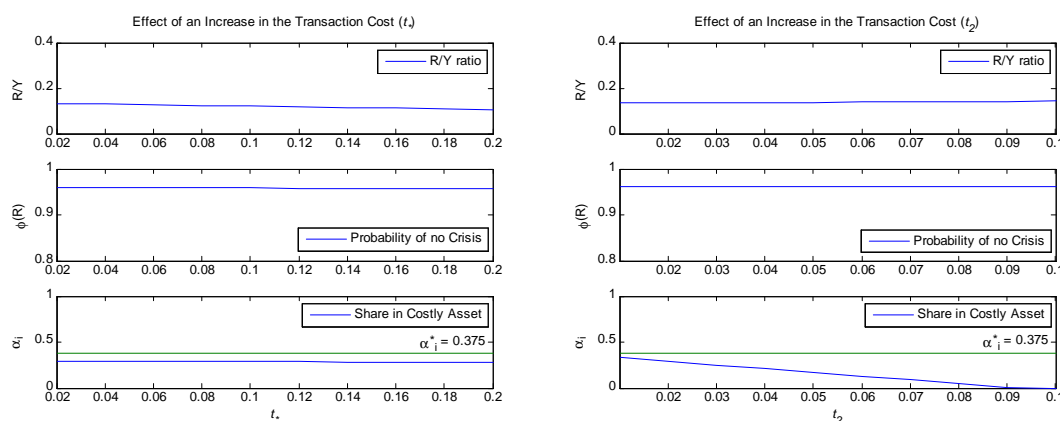 Effect of an Increase in the Transaction Cost (t*)
0.4
0.2
0
R/Y
R/Y ratio
0.02 0.04 0.06 0.08 0.1 0.12 0.14 0.16 0.18 0.2
1
0.9
0.8
ϕ(R)
Probability of no Crisis
0.02 0.04 0.06 0.08 0.1 0.12 0.14 0.16 0.18 0.2
1
0.5
0
αi
Share in Costly Asset
α*i = 0.375
0.02 0.04 0.06 0.08 0.1 0.12 0.14 0.16 0.18 0.2
t*
Effect of an Increase in the Transaction Cost (t2)
0.4
0.2
0
R/Y
R/Y ratio
0.02 0.03 0.04 0.05 0.06 0.07 0.08 0.09 0.1
1
0.9
0.8
ϕ(R)
Probability of no Crisis
0.02 0.03 0.04 0.05 0.06 0.07 0.08 0.09 0.1
1
0.5
0
αi
Share in Costly Asset
α*i = 0.375
0.02 0.03 0.04 0.05 0.06 0.07 0.08 0.09 0.1
t2